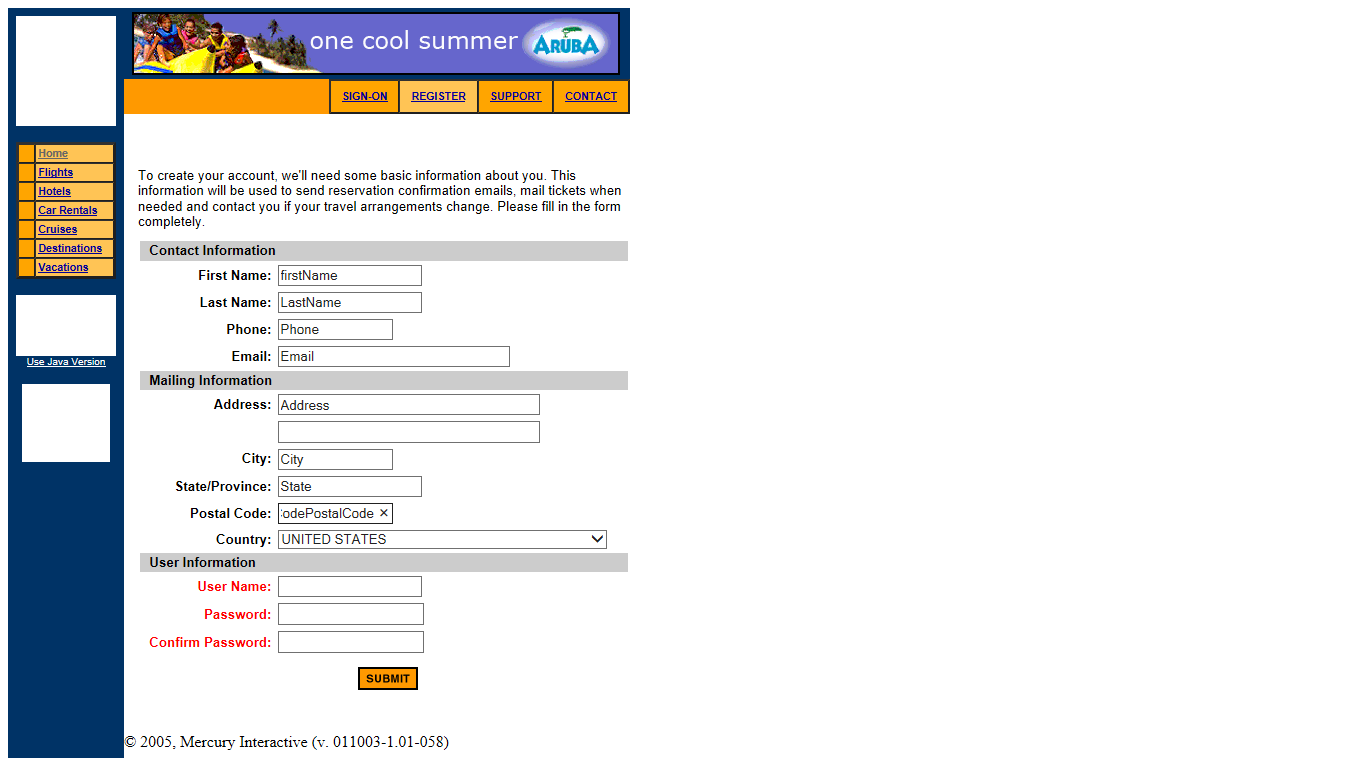 one cool summer ARUBA
SIGN-ON REGISTER SUPPORT CONTACT
Home
Flights
Hotels
Car Rentals
Cruises
Destinations
Vacations
Use Java Version
To create your account, we'll need some basic information about you. This
information will be used to send reservation confirmation emails, mail tickets when
needed and contact you if your travel arrangements change. Please fill in the form
completely.
Contact Information
First Name: firstName
Last Name: LastName
Phone: Phone
Email: Email
Mailing Information
Address: Address
City: City
State/Province: State
Postal Code: odePostalCode ×
Country: UNITED STATES
User Information
User Name:
Password:
Confirm Password:
SUBMIT
© 2005, Mercury Interactive (v. 011003-1.01-058)